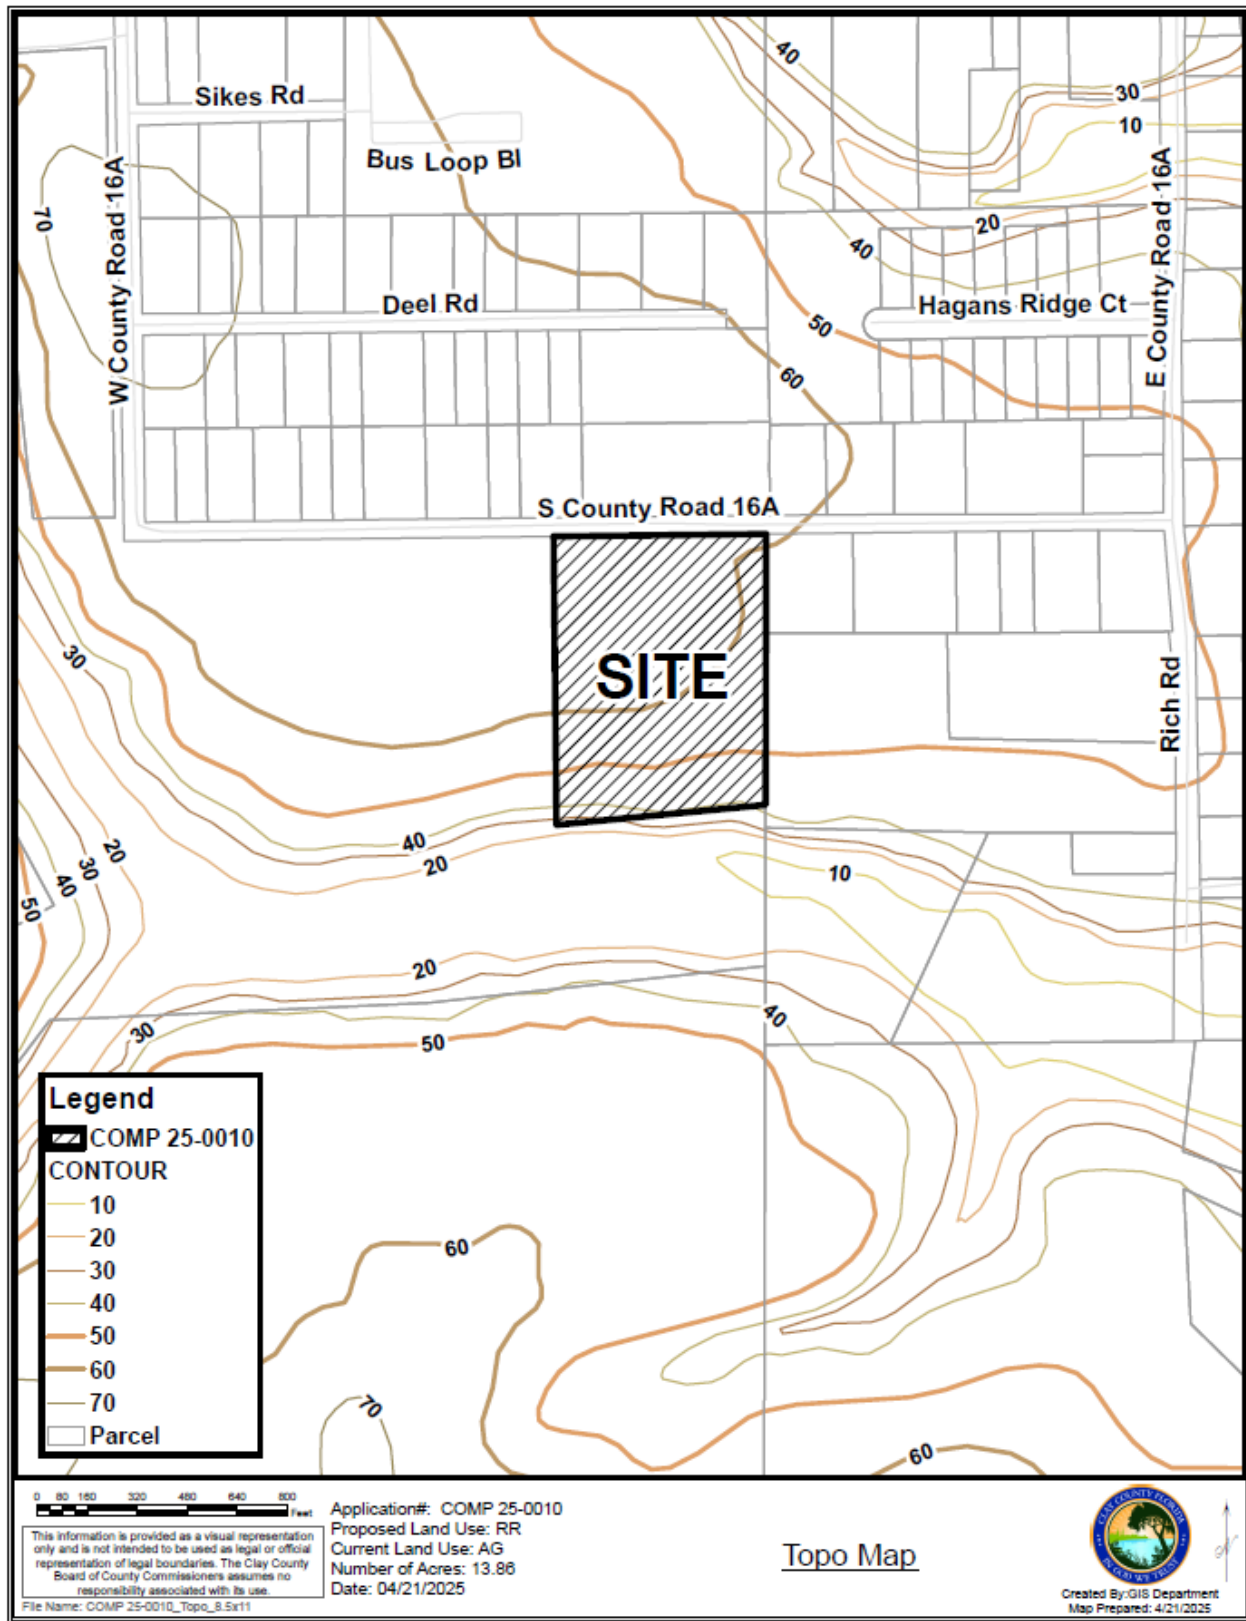 40
30
10
Sikes Rd
Bus Loop Bl
W County Road 16A
70
E County Road 16A
20
40
Deel Rd
Hagans Ridge Ct
50
60
S County Road 16A
30
SITE
Rich Rd
20
30
40
50
40
20
10
20
30
40
50
60
70
60
Legend
COMP 25-0010
CONTOUR
10
20
30
40
50
60
70
Parcel
0 80 160 320 480 640 800
Feet
This information is provided as a visual representation
only and is not intended to be used as legal or official
representation of legal boundaries. The Clay County
Board of County Commissioners assumes no
responsibility associated with its use.
File Name: COMP 25-0010_Topo_8.5x11
Application#: COMP 25-0010
Proposed Land Use: RR
Current Land Use: AG
Number of Acres: 13.86
Date: 04/21/2025
Topo Map
CLAY COUNTY FLORIDA
IN GOD WE TRUST
N
Created By:GIS Department
Map Prepared: 4/21/2025